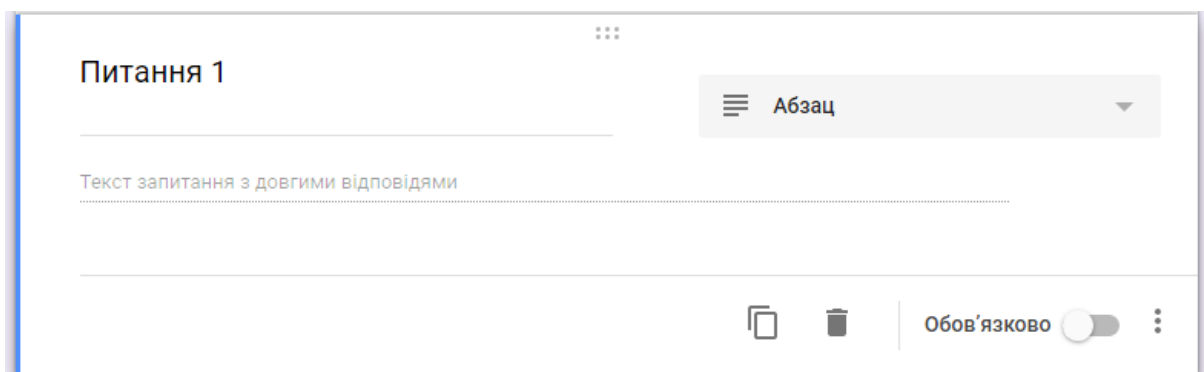 Питання 1
Абзац
Текст запитання з довгими відповідями
Обов’язково